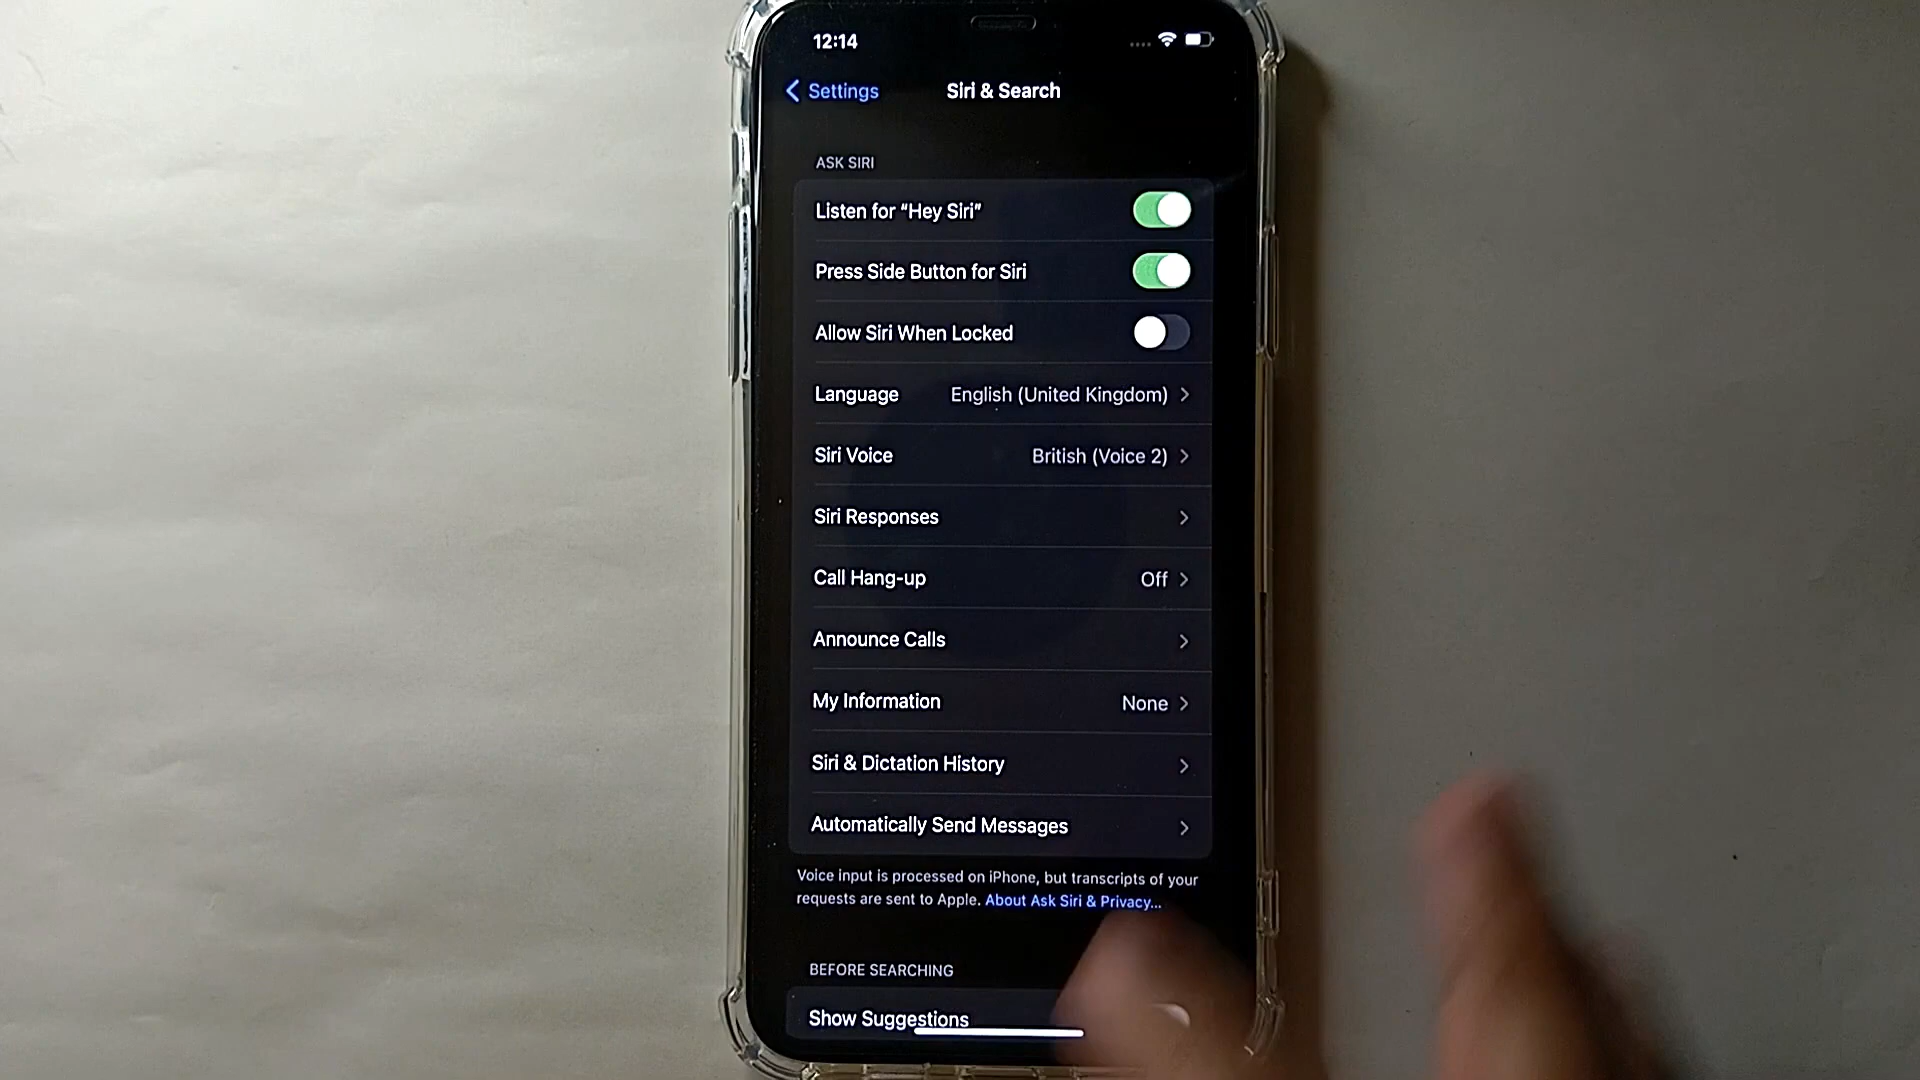 12:14
Settings
Siri & Search
ASK SIRI
Listen for “Hey Siri”
Press Side Button for Siri
Allow Siri When Locked
Language English (United Kingdom)
Siri Voice British (Voice 2)
Siri Responses
Call Hang-up Off
Announce Calls
My Information None
Siri & Dictation History
Automatically Send Messages
Voice input is processed on iPhone, but transcripts of your
requests are sent to Apple. About Ask Siri & Privacy...
BEFORE SEARCHING
Show Suggestions